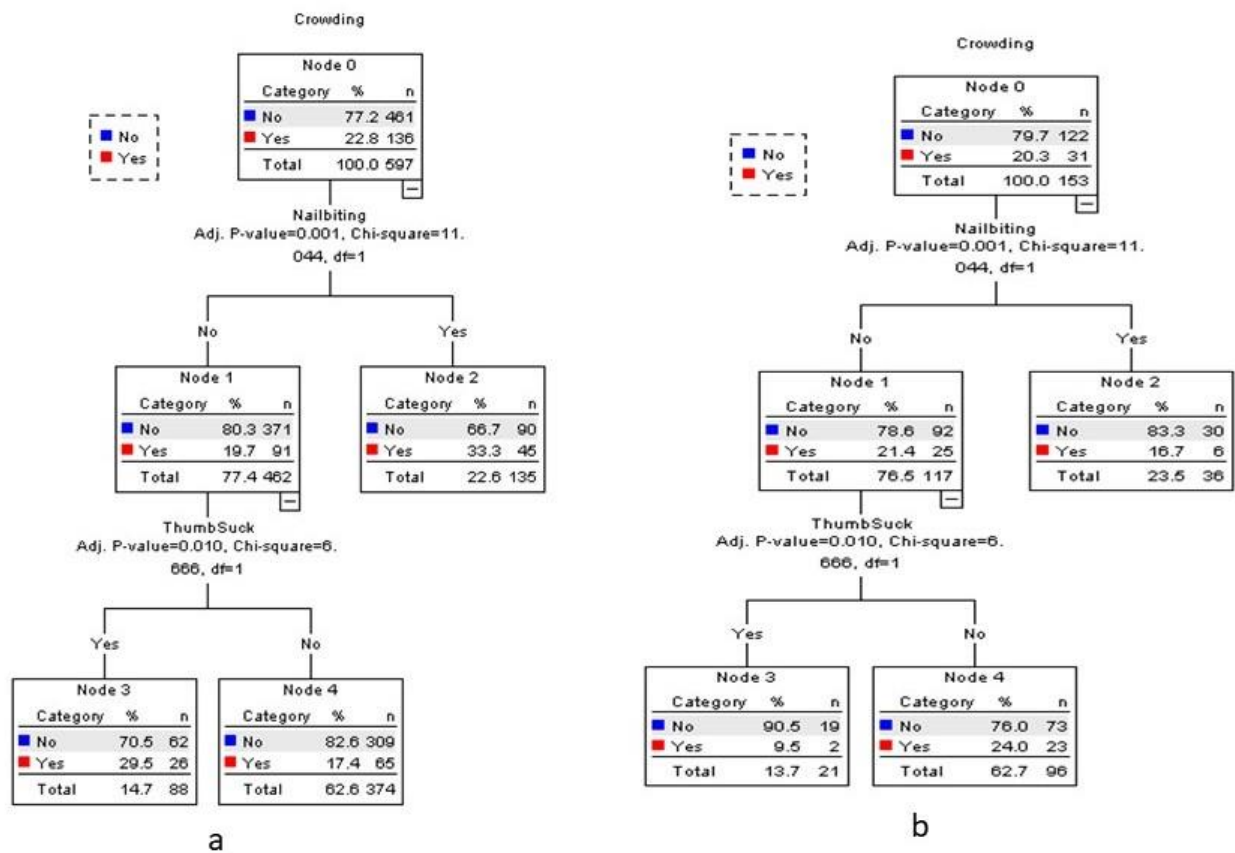 Crowding
Node 0
Category % n
No 77.2 461
Yes 22.8 136
Total 100.0 597
No
Yes
Nailbiting
Adj. P-value=0.001, Chi-square=11.
044, df=1
No
Yes
Node 1
Category % n
No 80.3 371
Yes 19.7 91
Total 77.4 462
Node 2
Category % n
No 66.7 90
Yes 33.3 45
Total 22.6 135
ThumbSuck
Adj. P-value=0.010, Chi-square=6.
666, df=1
Yes
No
Node 3
Category % n
No 70.5 62
Yes 29.5 26
Total 14.7 88
Node 4
Category % n
No 82.6 309
Yes 17.4 65
Total 62.6 374
a
Crowding
Node 0
Category % n
No 79.7 122
Yes 20.3 31
Total 100.0 153
No
Yes
Nailbiting
Adj. P-value=0.001, Chi-square=11.
044, df=1
No
Yes
Node 1
Category % n
No 78.6 92
Yes 21.4 25
Total 76.5 117
Node 2
Category % n
No 83.3 30
Yes 16.7 6
Total 23.5 36
ThumbSuck
Adj. P-value=0.010, Chi-square=6.
666, df=1
Yes
No
Node 3
Category % n
No 90.5 19
Yes 9.5 2
Total 13.7 21
Node 4
Category % n
No 76.0 73
Yes 24.0 23
Total 62.7 96
b